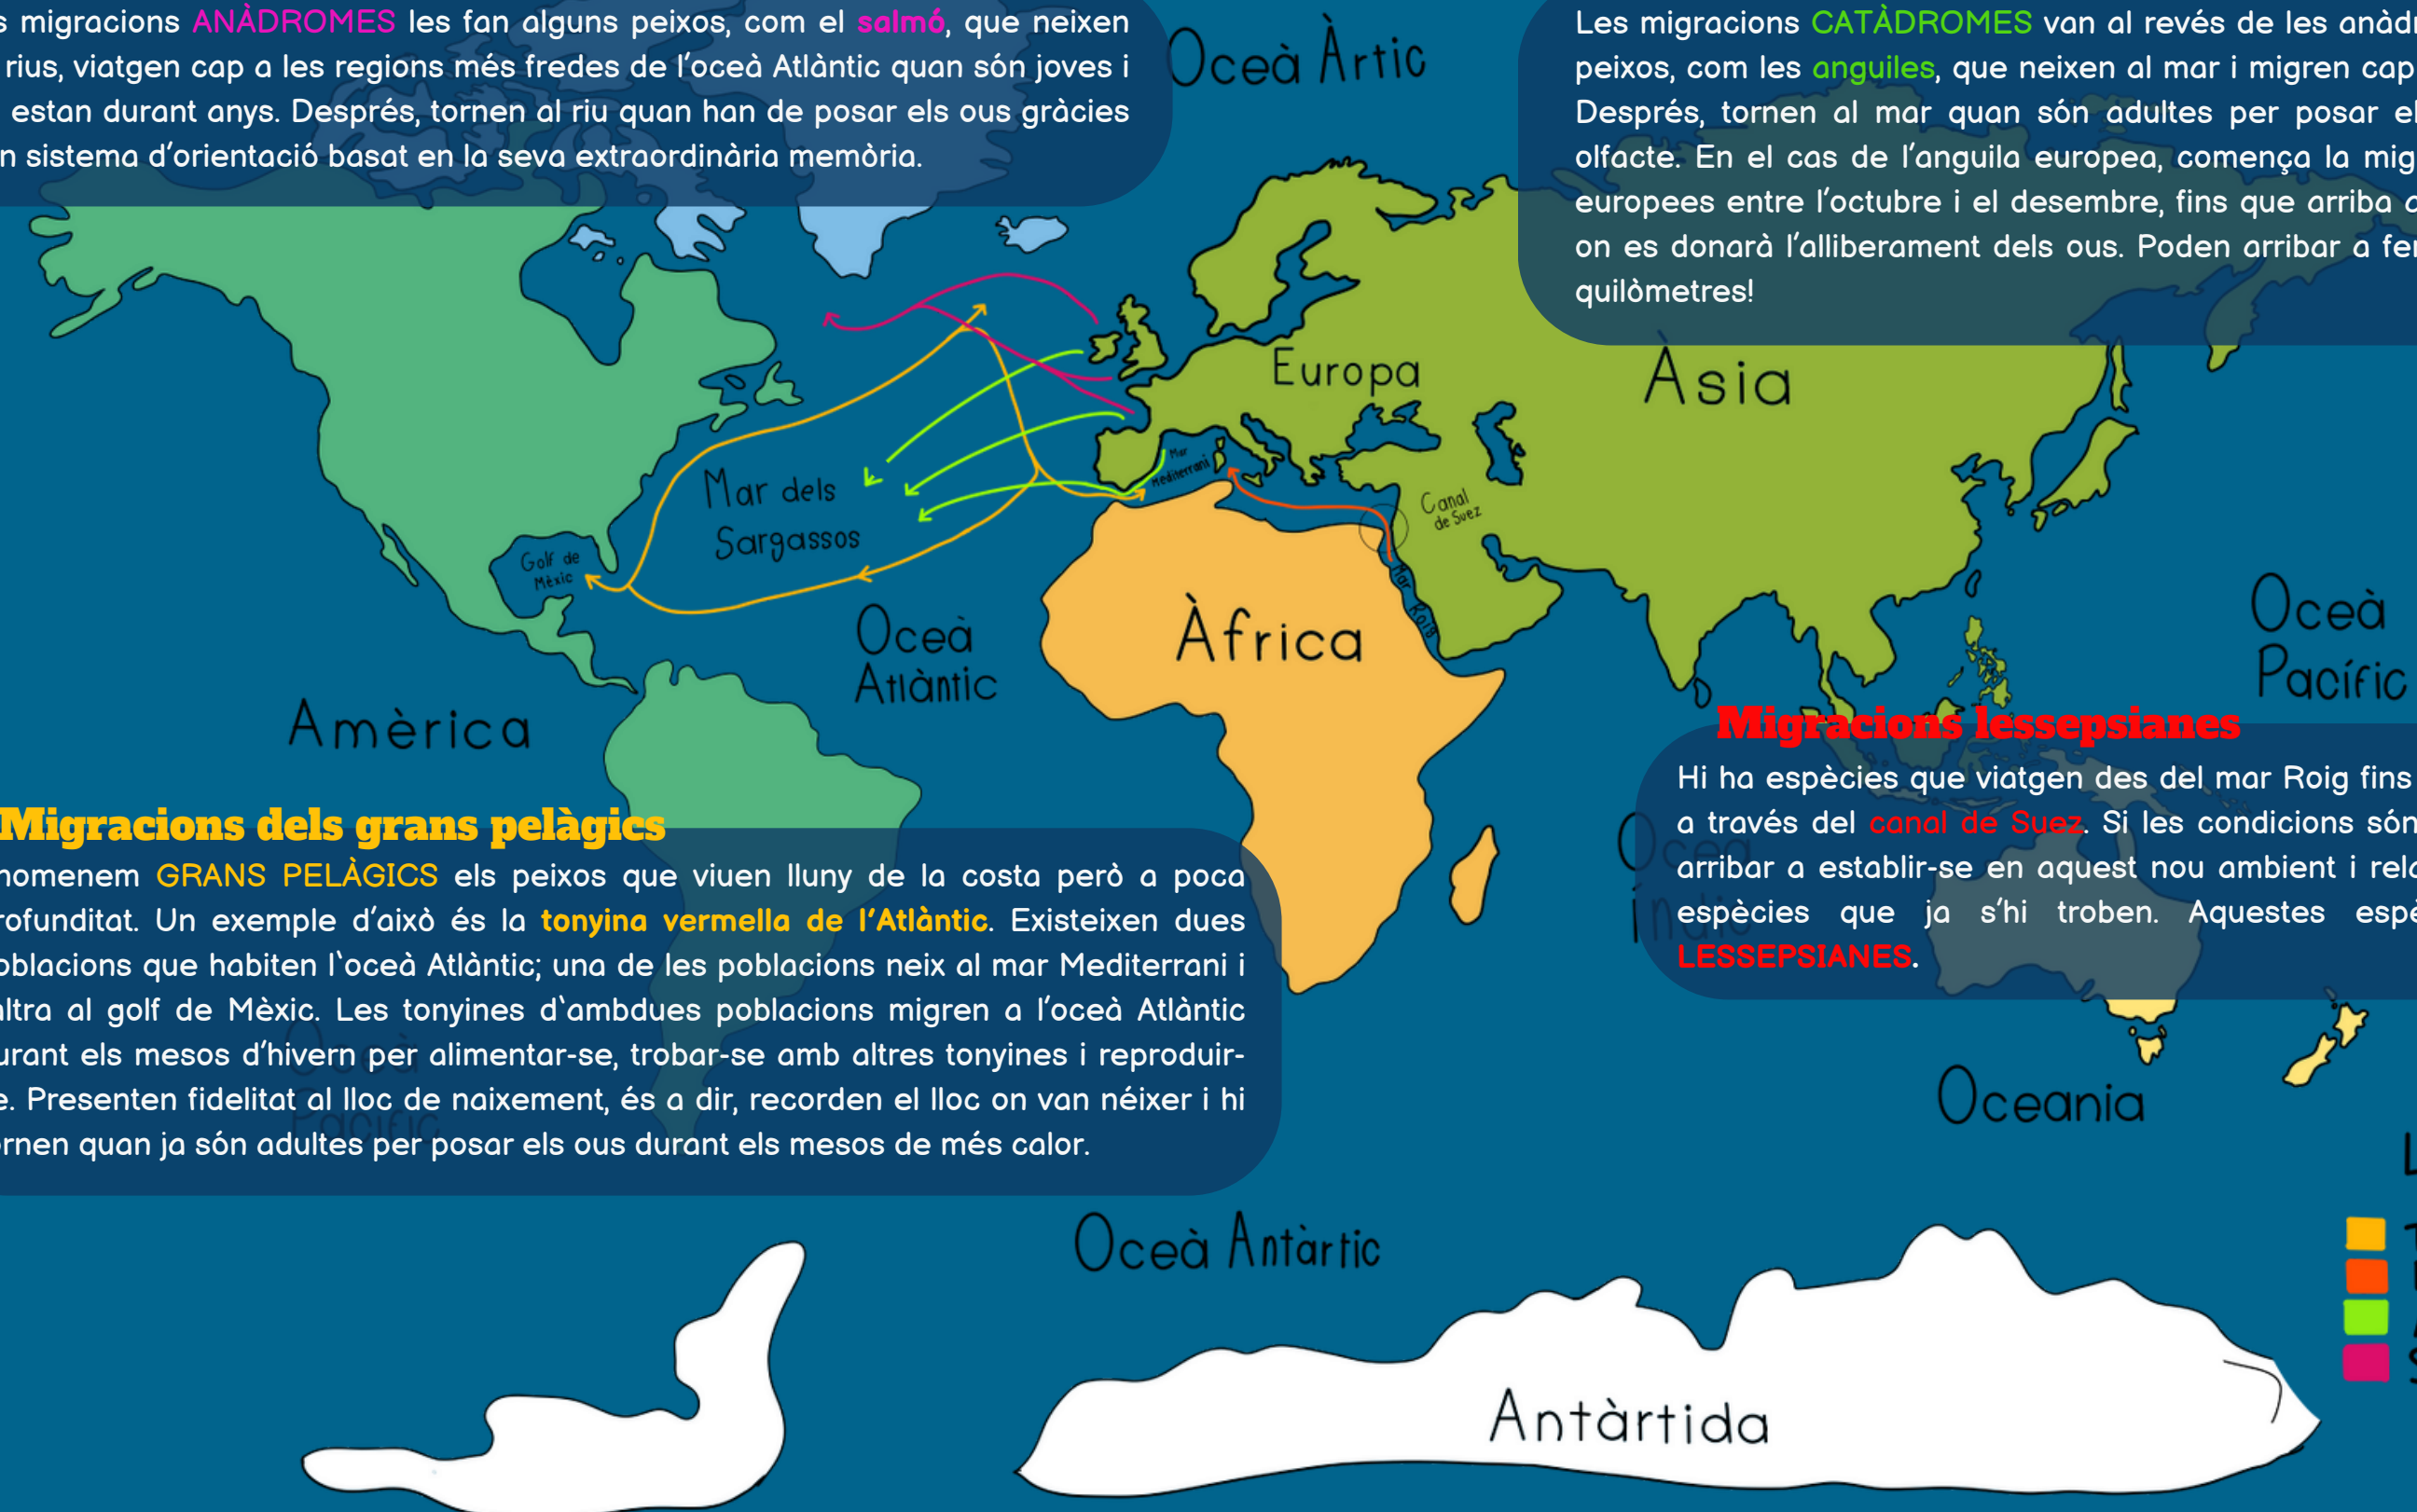 migracions ANÀDROMES les fan alguns peixos, com el salmó, que neixen
rius, viatgen cap a les regions més fredes de l'oceà Atlàntic quan són joves i
estan durant anys. Després, tornen al riu quan han de posar els ous gràcies
sistema d'orientació basat en la seva extraordinària memòria.
Oceà Àrtic
Les migracions CATÀDROMES van al revés de les
peixos, com les anguiles, que neixen al mar i migren cap
Després, tornen al mar quan són adultes per posar
olfacte. En el cas de l'anguila europea, comença la
europees entre l'octubre i el desembre, fins que arriba
on es donarà l'alliberament dels ous. Poden arribar a
quilòmetres!
Europa
Àsia
Mar
Mediterrani
Mar dels
Sargassos
Canal
de Suez
Golf de
Mèxic
Mar Roig
Oceà
Atlàntic
Àfrica
Oceà
Pacífic
Amèrica
Migracions lessepsianes
Hi ha espècies que viatgen des del mar Roig fins
a través del canal de Suez. Si les condicions són
arribar a establir-se en aquest nou ambient i
espècies que ja s'hi troben. Aquestes
LESSEPSIANES.
Oceà
Índic
Migracions dels grans pelàgics
GRANS PELÀGICS els peixos que viuen lluny de la costa però a poca
Un exemple d'això és la tonyina vermella de l'Atlàntic. Existeixen dues
que habiten l`oceà Atlàntic; una de les poblacions neix al mar Mediterrani i
al golf de Mèxic. Les tonyines d`ambdues poblacions migren a l'oceà Atlàntic
els mesos d'hivern per alimentar-se, trobar-se amb altres tonyines i reproduir-
Presenten fidelitat al lloc de naixement, és a dir, recorden el lloc on van néixer i hi
quan ja són adultes per posar els ous durant els mesos de més calor.
Oceà
Pacífic
Oceania
Oceà Antàrtic
Antàrtida